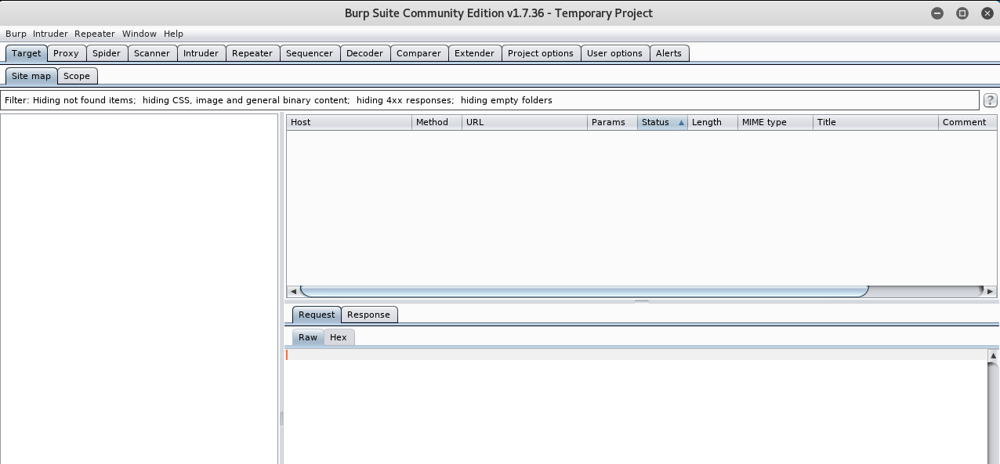 Burp Suite Community Edition v1.7.36 - Temporary Project
Burp Intruder Repeater Window Help
Target Proxy Spider Scanner Intruder Repeater Sequencer Decoder Comparer Extender Project options User options Alerts
Site map Scope
Filter: Hiding not found items; hiding CSS, image and general binary content; hiding 4xx responses; hiding empty folders ?
Host Method URL Params Status Length MIME type Title Comment
Request Response
Raw Hex